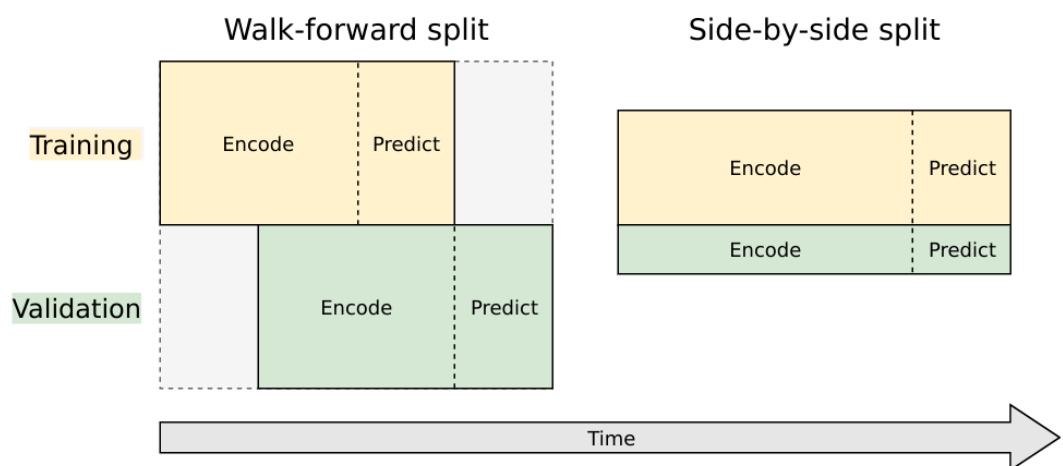 Walk-forward split
Side-by-side split
Training
Encode
Predict
Encode
Predict
Encode
Predict
Validation
Encode
Predict
Time